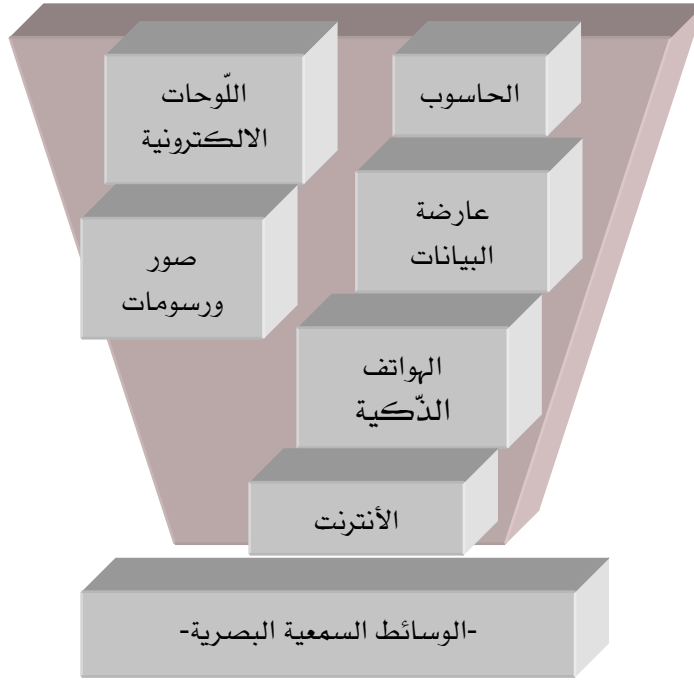 الحاسوب
اللّوحات
الالكترونية
عارضة
البيانات
صور
ورسومات
الهواتف
الذّكية
الأنترنت
-الوسائط السمعية البصرية-